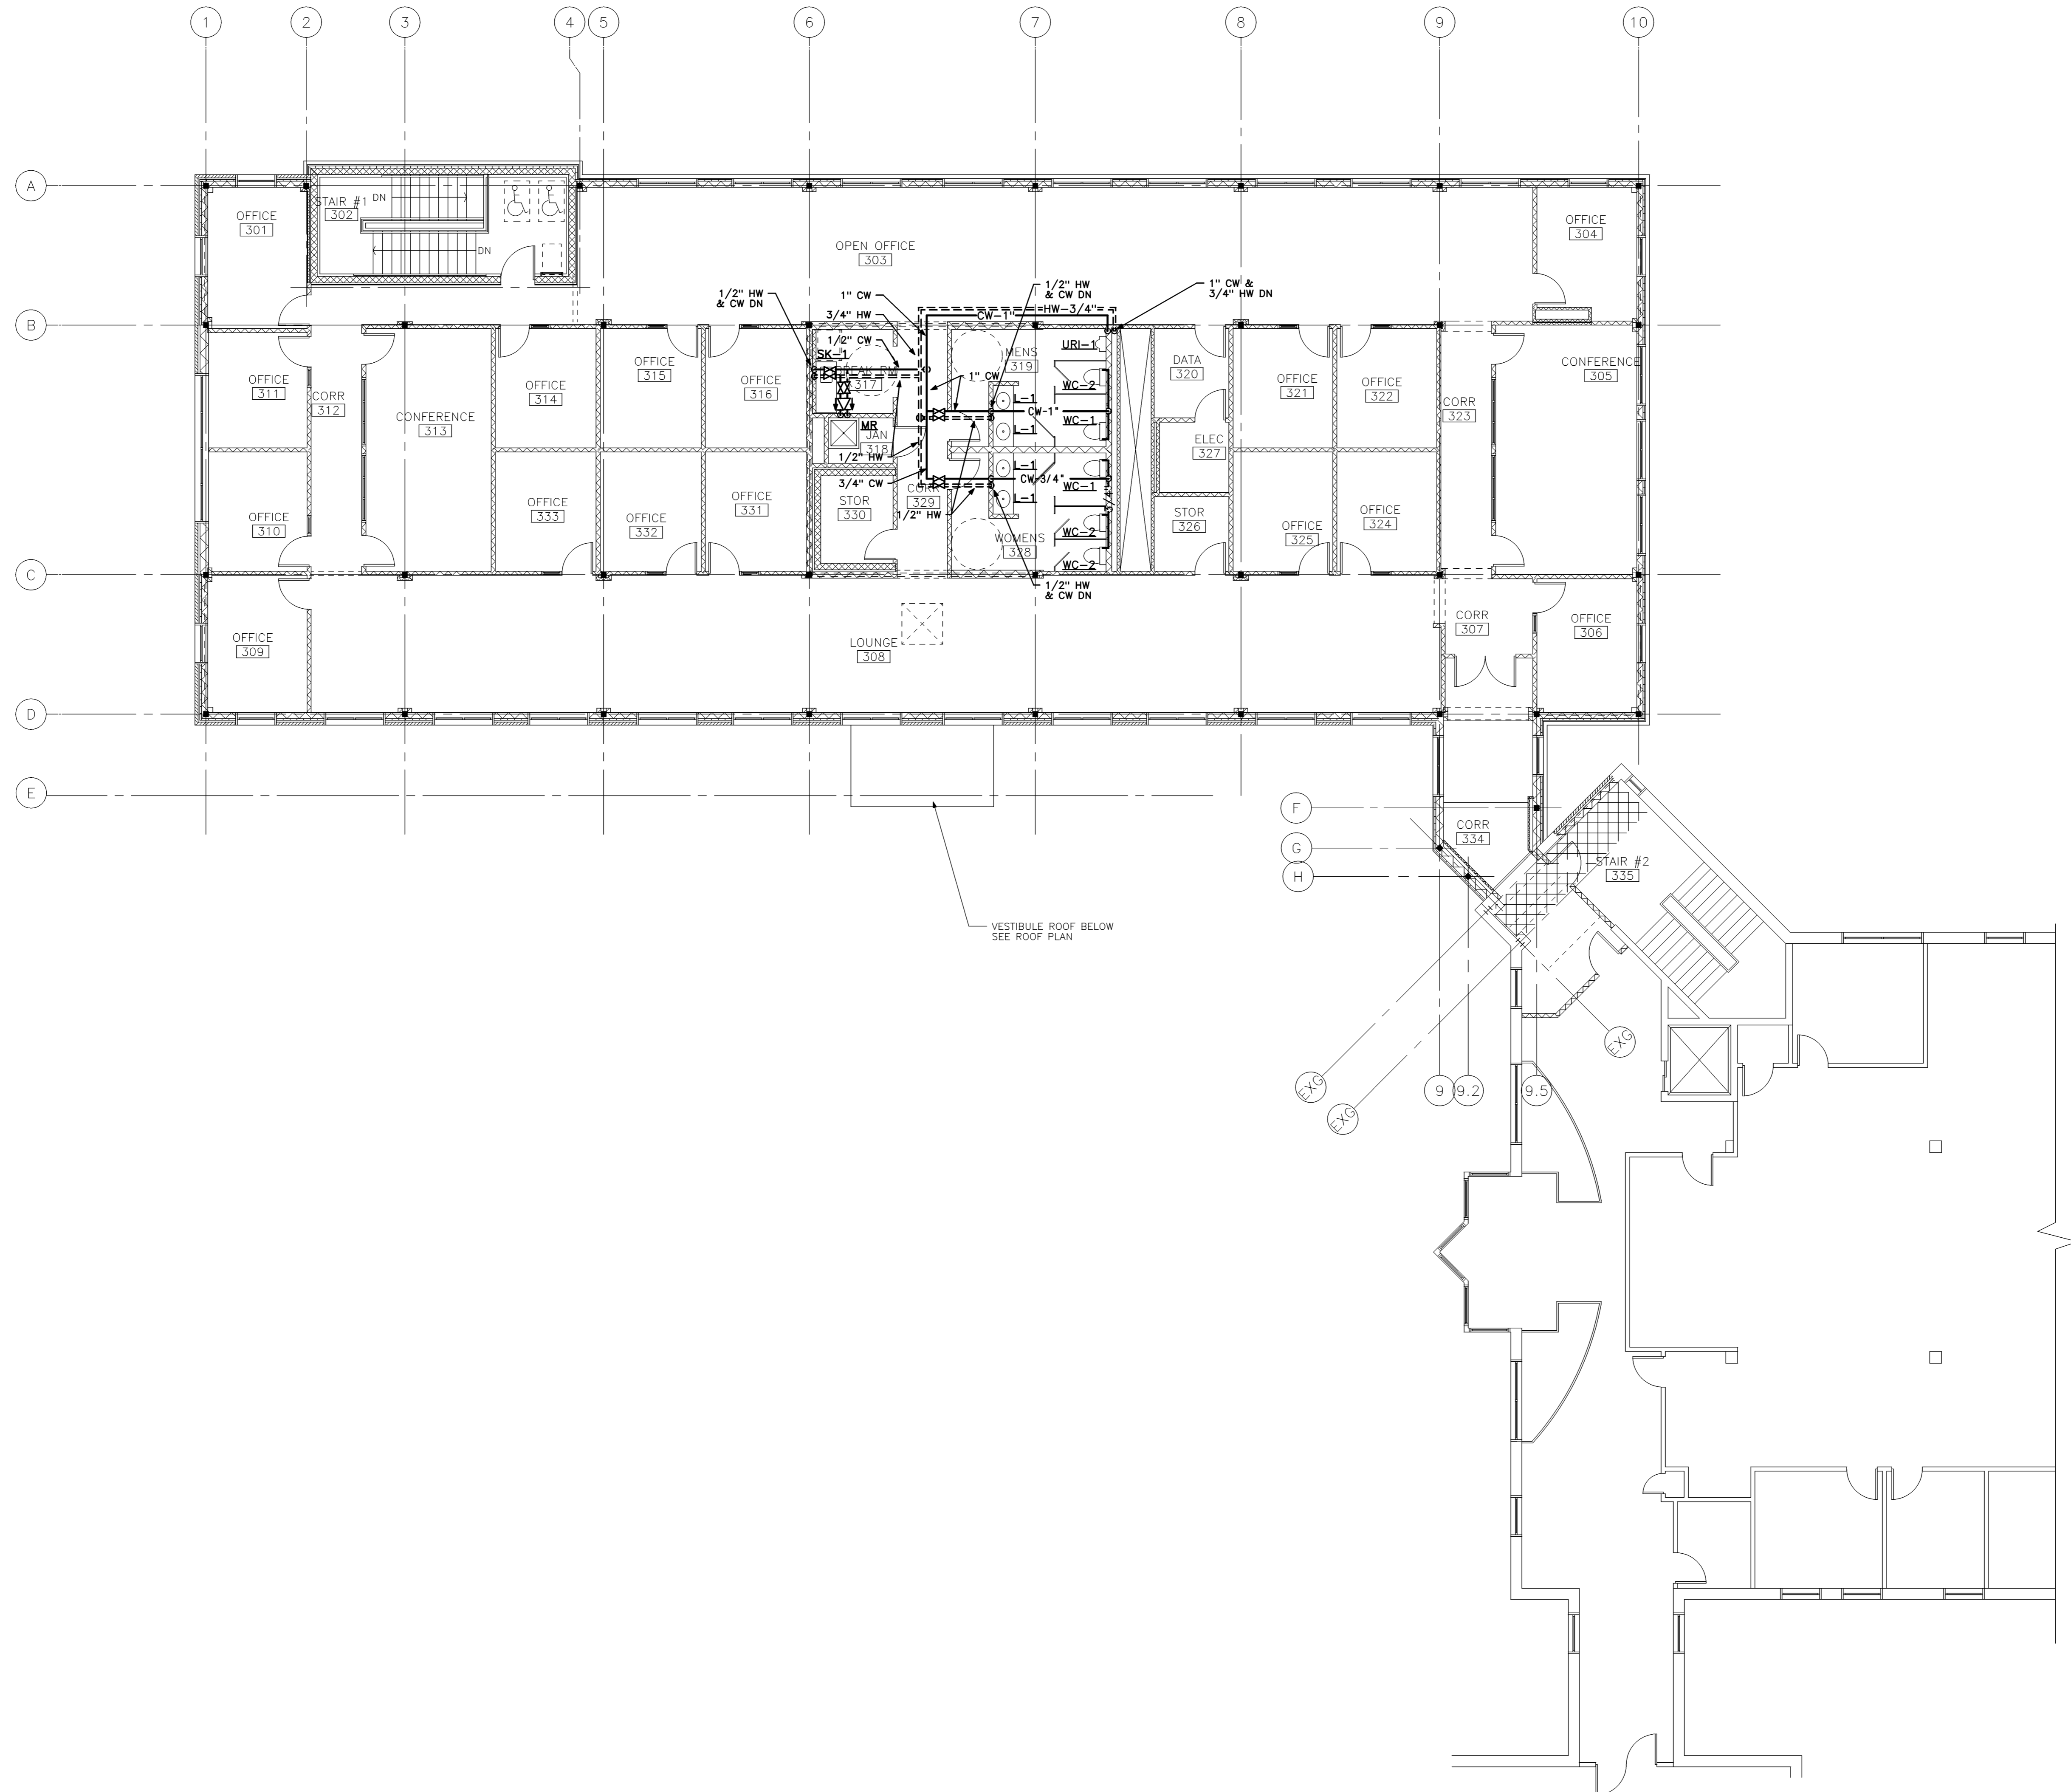 1
2
3
4
5
6
7
8
9
10
A
B
C
D
E
F
G
H
OFFICE
301
STAIR #1
302
DN
DN
OPEN OFFICE
303
OFFICE
304
1/2" HW
& CW DN
1" CW
3/4" HW
1/2" CW
1/2" HW
& CW DN
1" CW &
3/4" HW DN
HW-3/4"
CW-1"
OFFICE
311
CORR
312
CONFERENCE
313
OFFICE
314
OFFICE
315
OFFICE
316
SK-1
BREAK RM
317
MENS
319
URI-1
WC-2
1" CW
L-1
CW-1"
WC-1
L-1
MR
JAN
318
1/2" HW
DATA
320
ELEC
327
OFFICE
321
OFFICE
322
CORR
323
CONFERENCE
305
OFFICE
310
OFFICE
333
OFFICE
332
OFFICE
331
STOR
330
3/4" CW
CORR
329
1/2" HW
L-1
CW-3/4"
WC-1
L-1
3/4"
WC-2
WOMENS
328
WC-2
STOR
326
OFFICE
325
OFFICE
324
1/2" HW
& CW DN
OFFICE
309
LOUNGE
308
CORR
307
OFFICE
306
CORR
334
STAIR #2
335
VESTIBULE ROOF BELOW
SEE ROOF PLAN
EXG
EXG
EXG
9
9.2
9.5